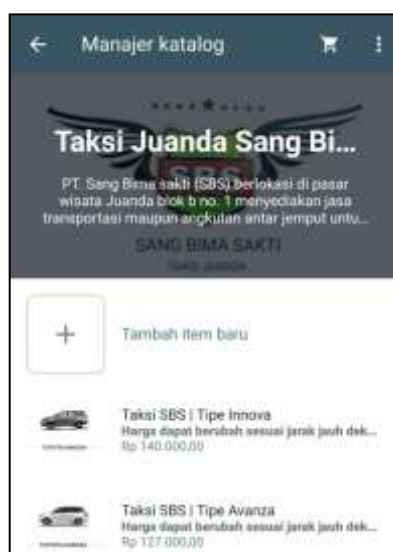 Manajer katalog
Taksi Juanda Sang Bi...
PT. Sang Bima sakti (SBS) berlokasi di pasar
wisata Juanda blok b no. 1 menyediakan jasa
transportasi maupun angkutan antar jemput untu...
SBS
SANG BIMA SAKTI
TAKSI JUANDA
Tambah item baru
Taksi SBS | Tipe Innova
Harga dapat berubah sesuai jarak jauh dek...
Rp 140.000,00
Taksi SBS | Tipe Avanza
Harga dapat berubah sesuai jarak jauh dek...
Rp 127.000,00